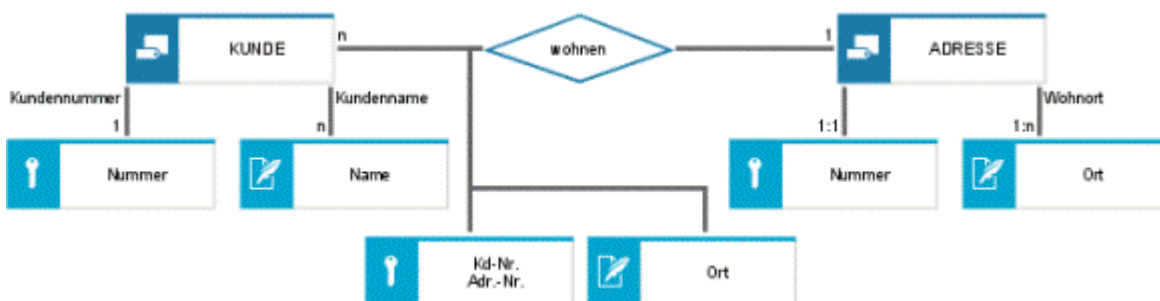 KUNDE
n
wohnen
1
ADRESSE
Kundennummer
Kundenname
Wohnort
1
n
1:1
1:n
Nummer
Name
Nummer
Ort
Kd-Nr.
Adr.-Nr.
Ort